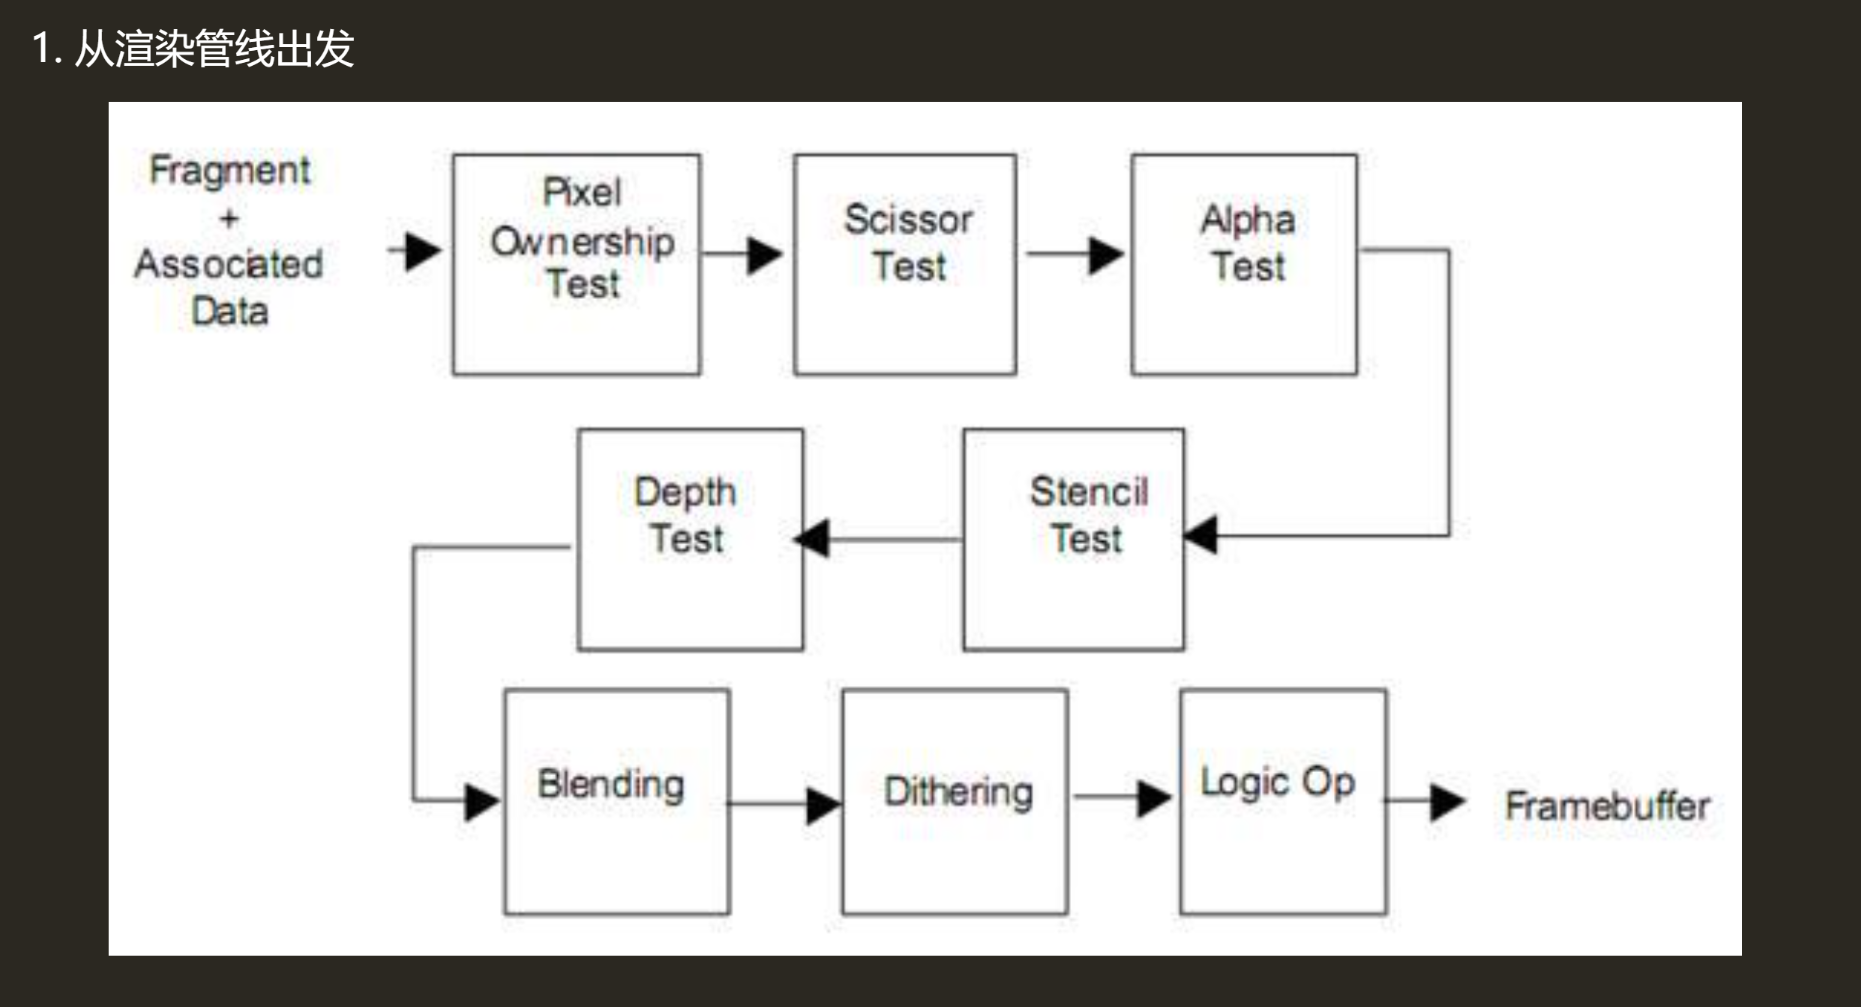 1. 从渲染管线出发
Fragment
+
Associated
Data
Pixel
Ownership
Test
Scissor
Test
Alpha
Test
Depth
Test
Stencil
Test
Blending
Dithering
Logic Op
Framebuffer